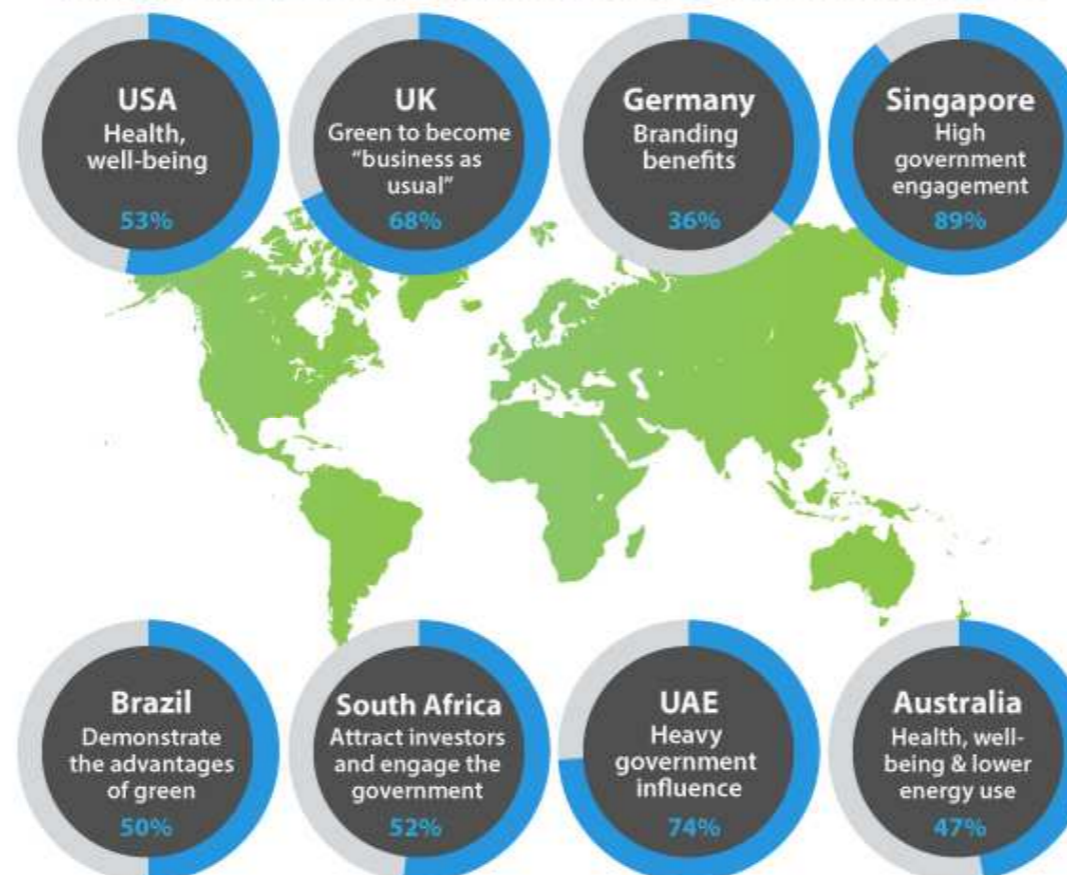 USA
Health,
well-being
53%
UK
Green to become
“business as
usual”
68%
Germany
Branding
benefits
36%
Singapore
High
government
engagement
89%
Brazil
Demonstrate
the advantages
of green
50%
South Africa
Attract investors
and engage the
government
52%
UAE
Heavy
government
influence
74%
Australia
Health, well-
being & lower
energy use
47%